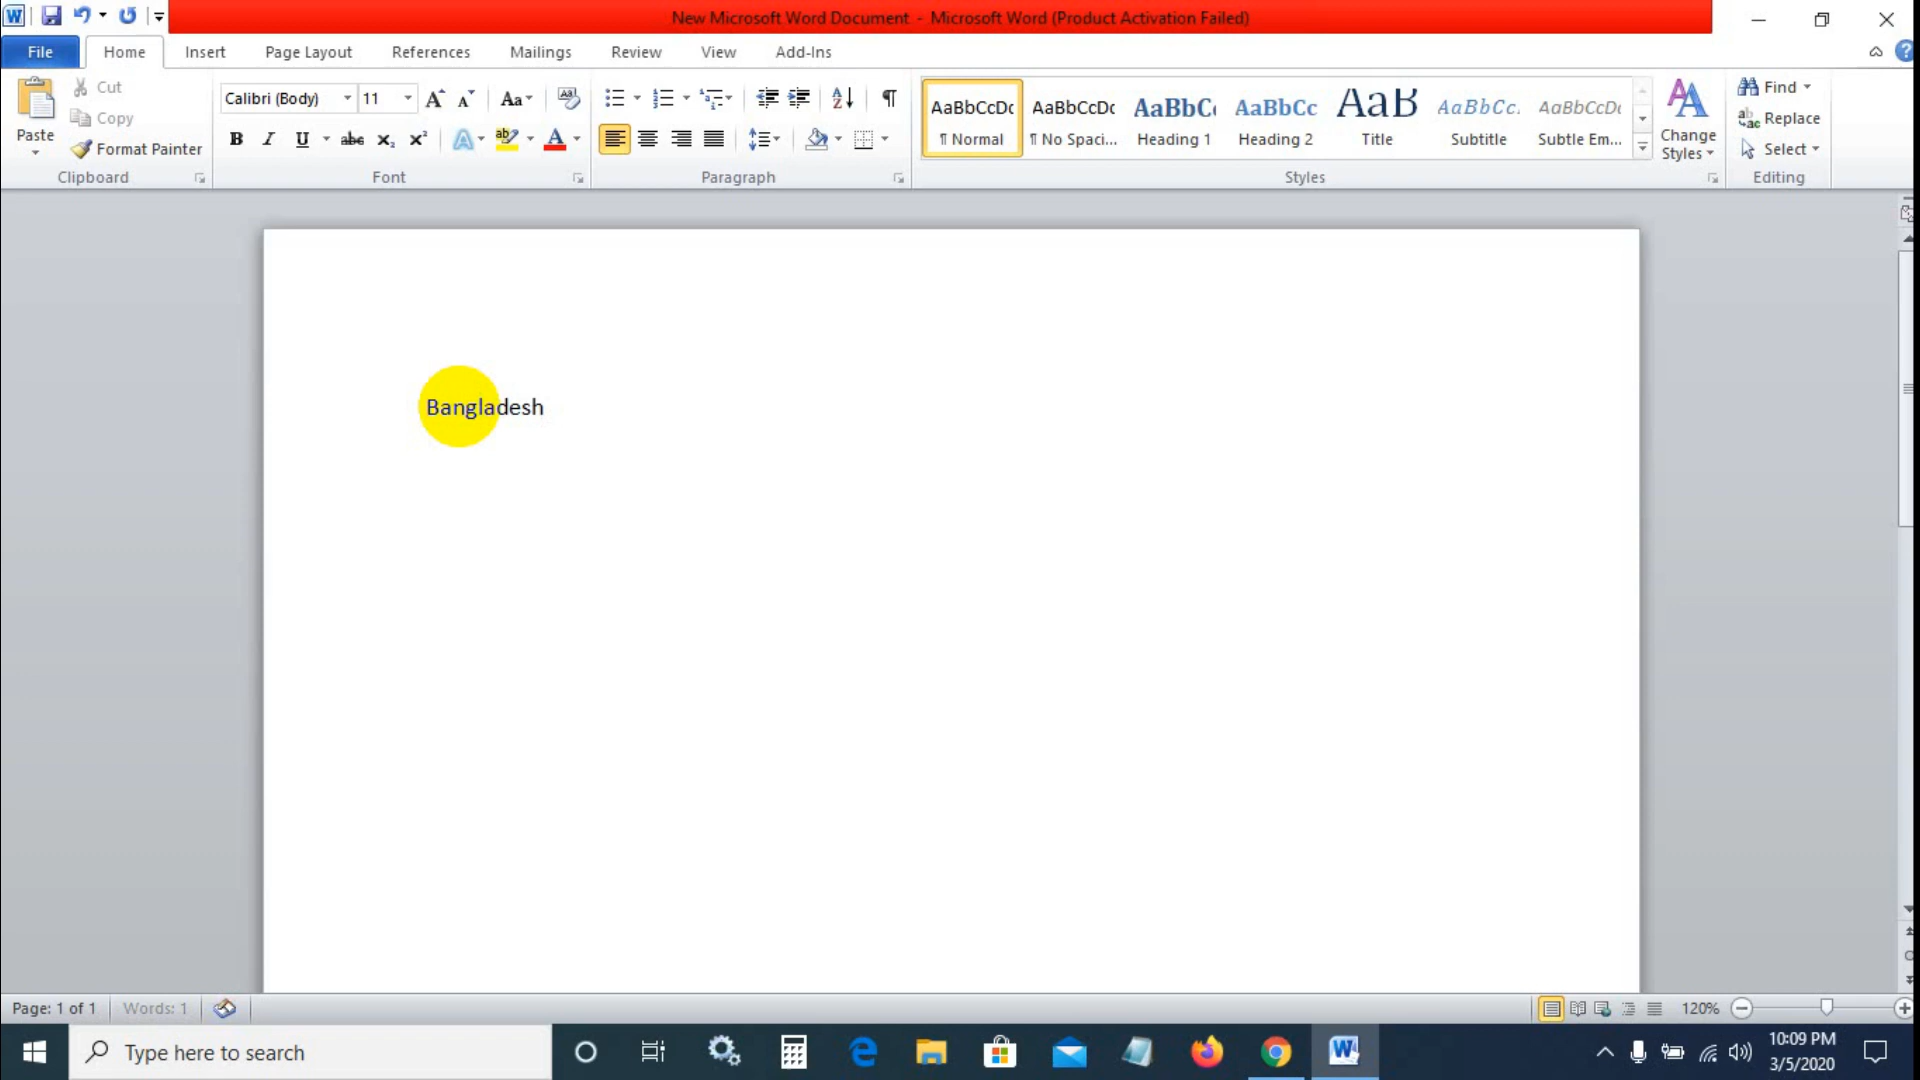 New Microsoft Word Document - Microsoft Word (Product Activation Failed)
File Home Insert Page Layout References Mailings Review View Add-Ins
Paste
Cut
Copy
Format Painter
Clipboard
Calibri (Body) 11
Font
Paragraph
AaBbCcDc AaBbCcDc AaBbCc AaBbCc AaB AaBbCc. AaBbCcDc
¶ Normal ¶ No Spaci... Heading 1 Heading 2 Title Subtitle Subtle Em...
Change
Styles
Styles
Find
Replace
Select
Editing
Bangladesh
Page: 1 of 1 Words: 1
120%
Type here to search
10:09 PM
3/5/2020